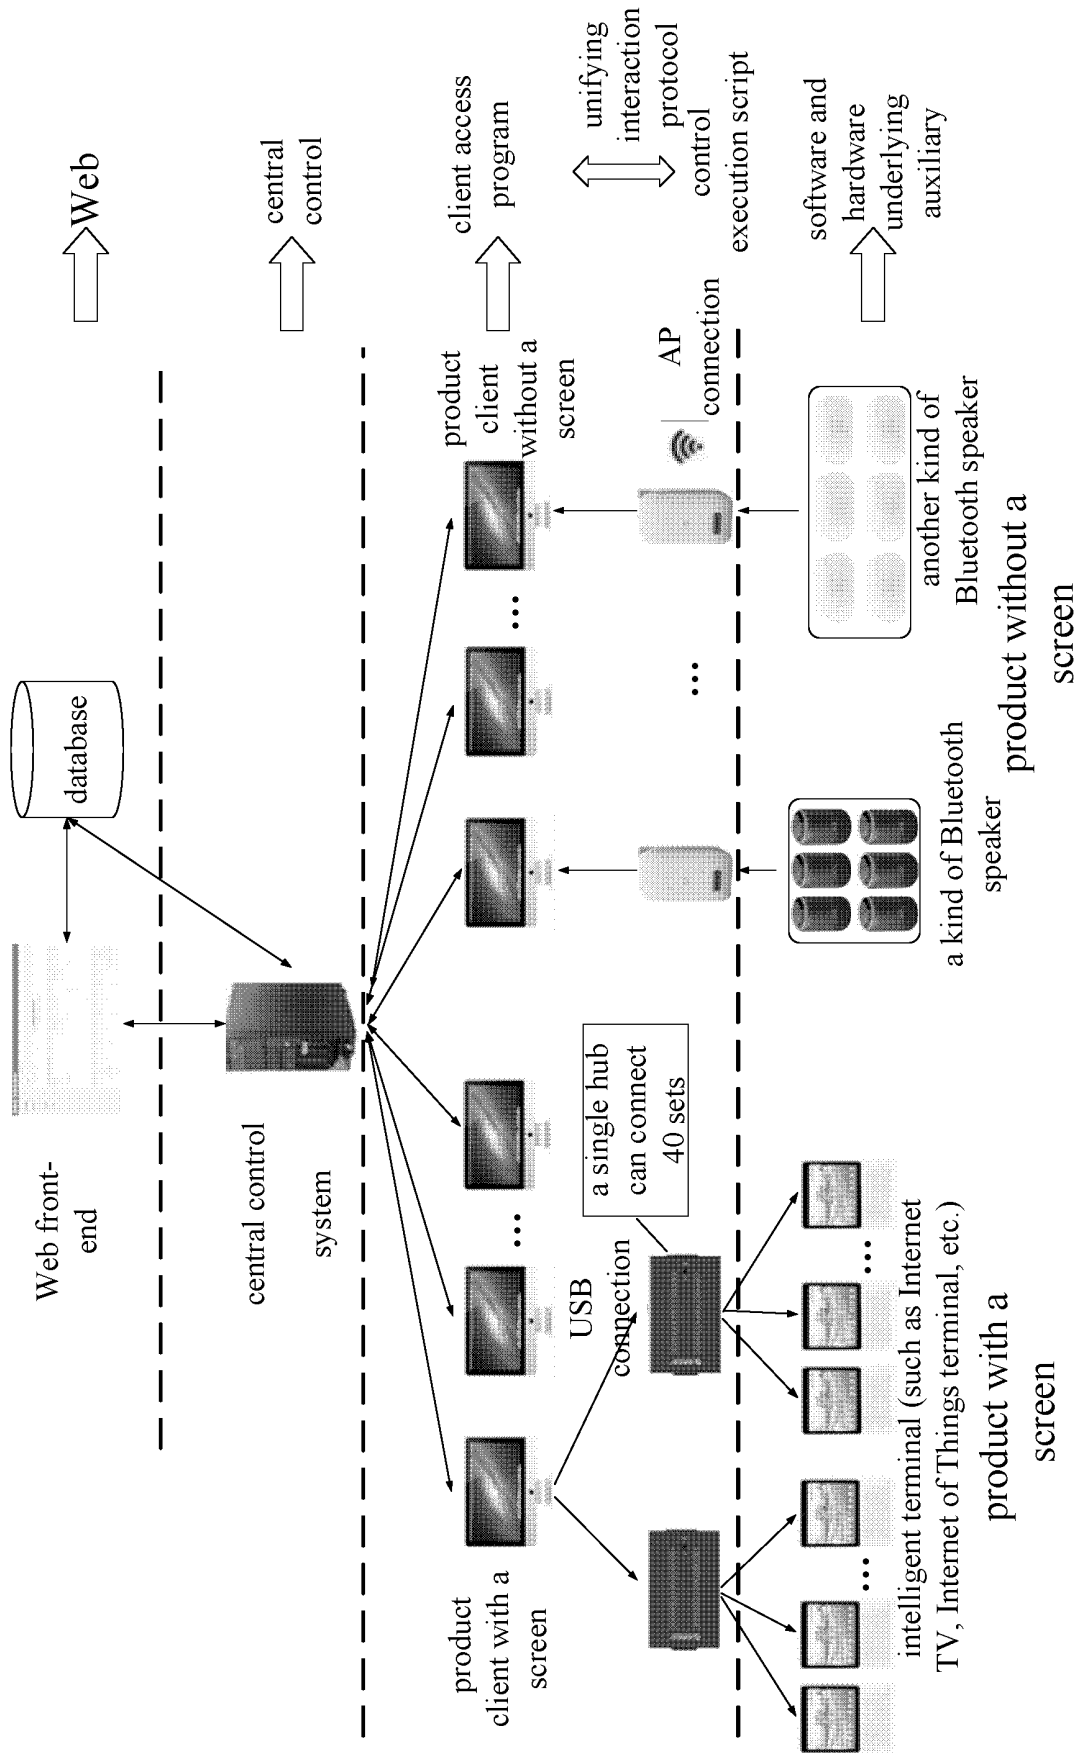 Web front-
end
database
Web
central control
system
central
control
product
client with a
screen
product
client
without a
screen
client access
program
USB
connection
a single hub
can connect
40 sets
AP
connection
unifying
interaction
protocol
control
execution script
intelligent terminal (such as Internet
TV, Internet of Things terminal, etc.)
product with a
screen
a kind of Bluetooth
speaker
another kind of
Bluetooth speaker
product without a
screen
software and
hardware
underlying
auxiliary